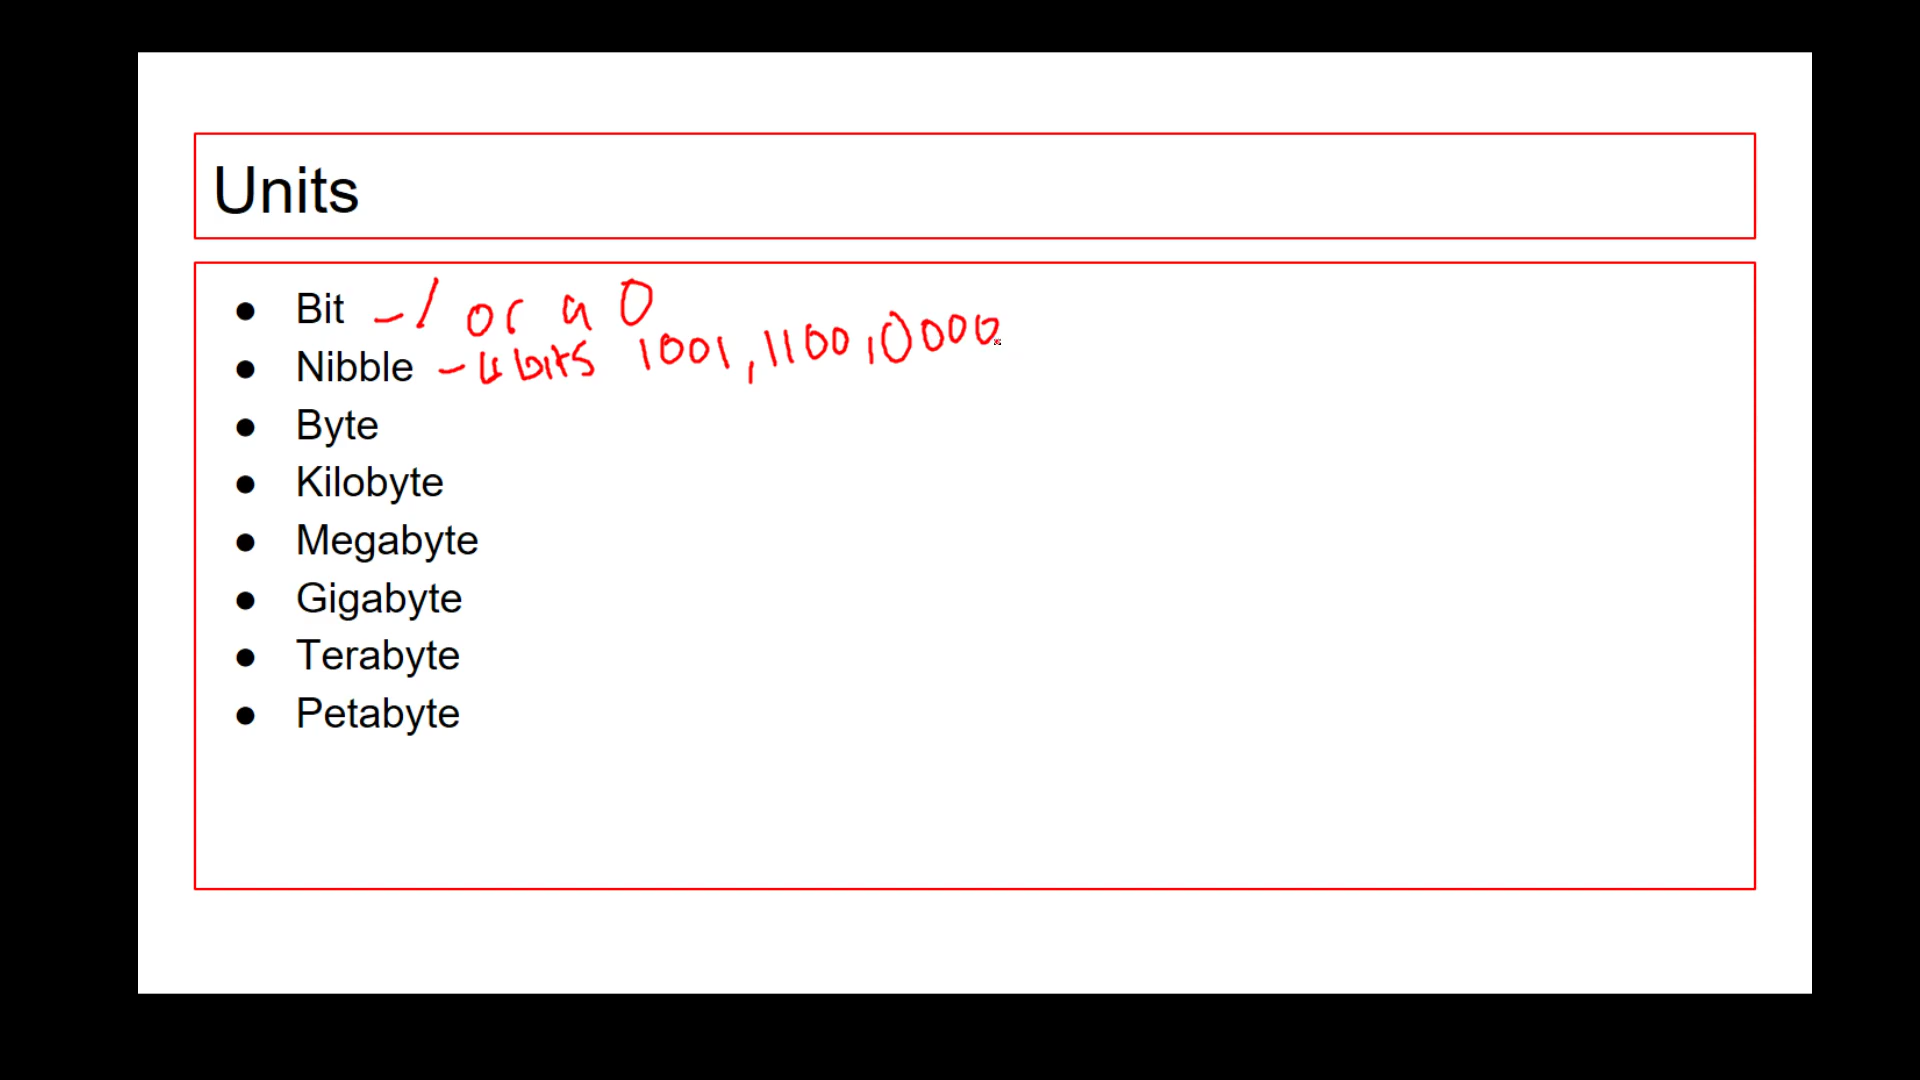 Units
● Bit - 1 or a 0
● Nibble - 4 bits 1001, 1100, 0000
● Byte
● Kilobyte
● Megabyte
● Gigabyte
● Terabyte
● Petabyte